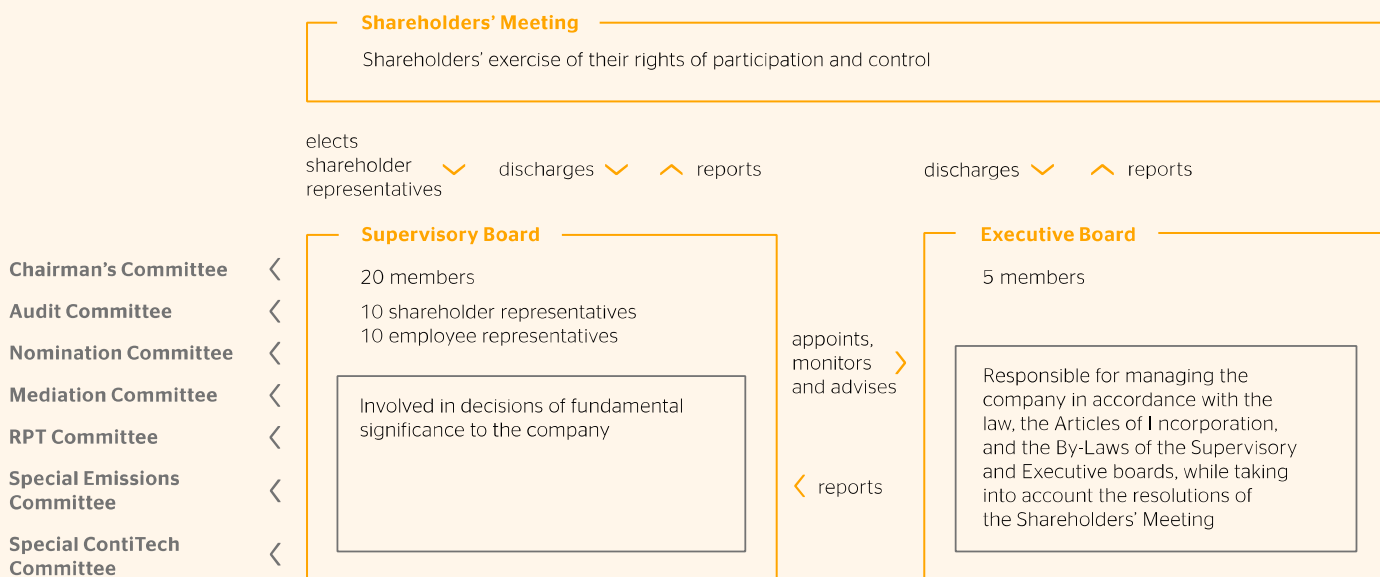 Shareholders’ Meeting
Shareholders’ exercise of their rights of participation and control
elects
shareholder
representatives
discharges
reports
discharges
reports
Chairman’s Committee
Audit Committee
Nomination Committee
Mediation Committee
RPT Committee
Special Emissions
Committee
Special ContiTech
Committee
Supervisory Board
20 members
10 shareholder representatives
10 employee representatives
Involved in decisions of fundamental
significance to the company
appoints,
monitors
and advises
reports
Executive Board
5 members
Responsible for managing the
company in accordance with the
law, the Articles of I ncorporation,
and the By-Laws of the Supervisory
and Executive boards, while taking
into account the resolutions of
the Shareholders’ Meeting